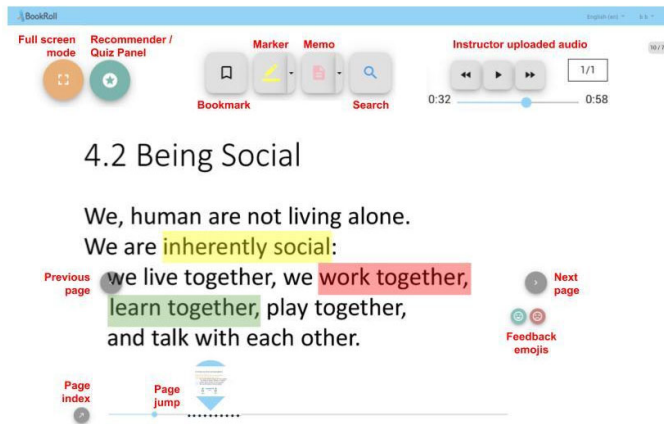 BookRoll
English (en)
Full screen mode
Recommender / Quiz Panel
Marker
Memo
Bookmark
Search
Instructor uploaded audio
1/1
0:32
0:58
4.2 Being Social
We, human are not living alone.
We are inherently social:
we live together, we work together,
learn together, play together,
and talk with each other.
Previous page
Next page
Feedback emojis
Page index
Page jump